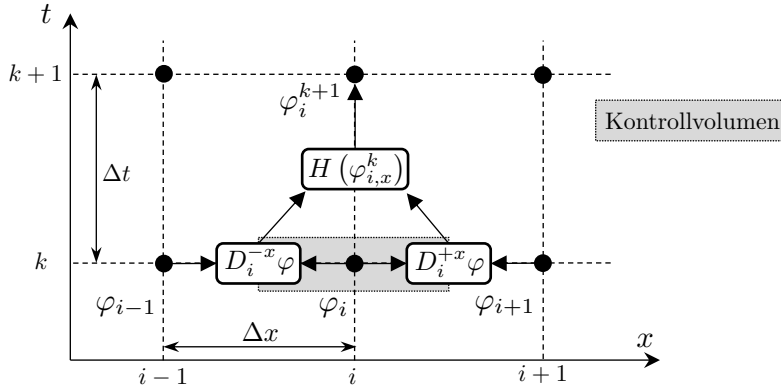 t
k + 1
φ_i^{k+1}
Kontrollvolumen
H (φ_{i,x}^k)
Δt
k
D_i^{-x}φ
D_i^{+x}φ
φ_{i−1}
φ_i
φ_{i+1}
Δx
x
i − 1
i
i + 1